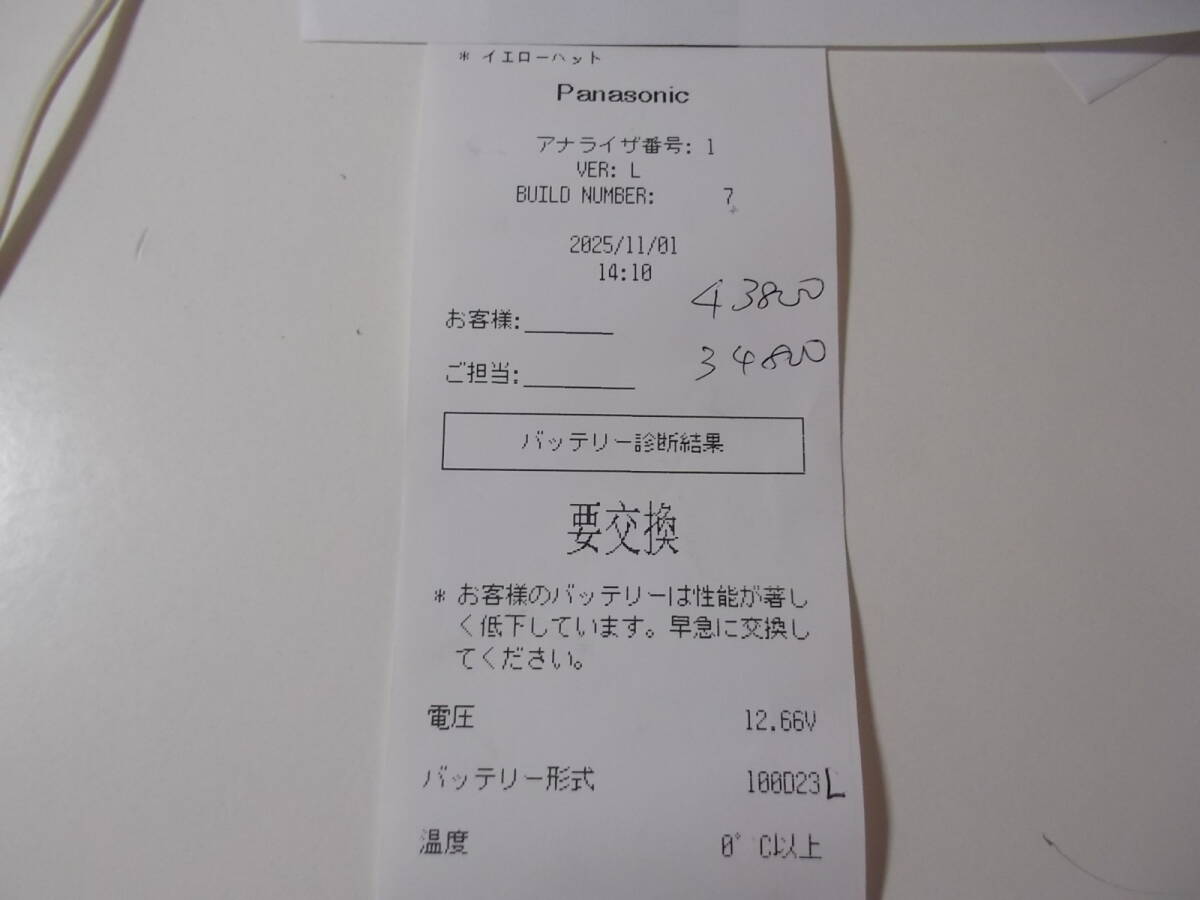 * イエローハット
Panasonic
アナライザ番号: 1
VER: L
BUILD NUMBER: 7
2025/11/01
14:10
43800
お客様:
34800
ご担当:
バッテリー診断結果
要交換
* お客様のバッテリーは性能が著し
く低下しています。早急に交換し
てください。
電圧 12.66V
バッテリー形式 100D23L
温度 0°C以上